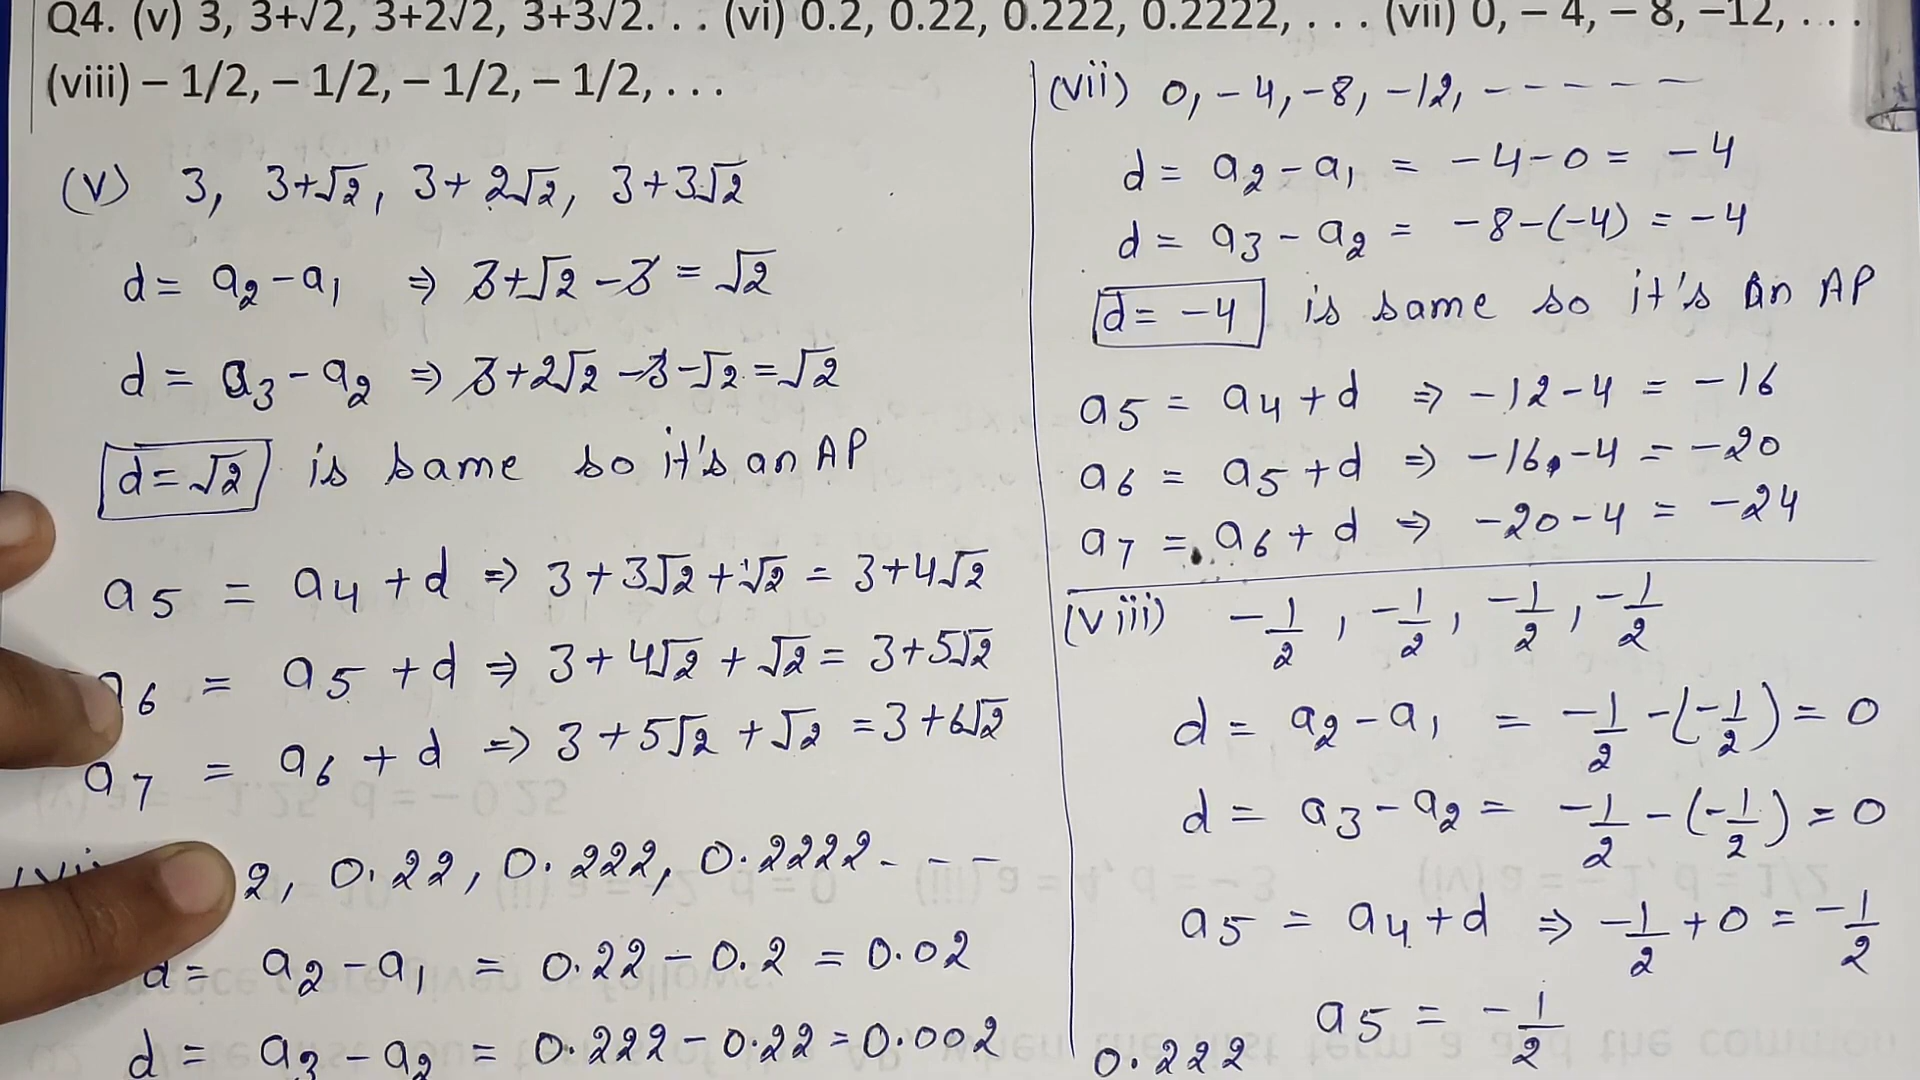 Q4. (v) 3, 3+√2, 3+2√2, 3+3√2. . . (vi) 0.2, 0.22, 0.222, 0.2222, . . . (vii) 0, – 4, – 8, –12, . . .
(viii) – 1/2, – 1/2, – 1/2, – 1/2, . . .
(v) 3, 3+√2, 3+2√2, 3+3√2
d = a2 - a1 ⇒ 3+√2 - 3 = √2
d = a3 - a2 ⇒ 3+2√2 - 3 - √2 = √2
d = √2 is same so it's an AP
a5 = a4 + d ⇒ 3+3√2+√2 = 3+4√2
a6 = a5 + d ⇒ 3+4√2+√2 = 3+5√2
a7 = a6 + d ⇒ 3+5√2+√2 = 3+6√2
2, 0.22, 0.222, 0.2222 - - -
d = a2 - a1 = 0.22 - 0.2 = 0.02
d = a3 - a2 = 0.222 - 0.22 = 0.002
(vii) 0, -4, -8, -12, - - - - - -
d = a2 - a1 = -4-0 = -4
d = a3 - a2 = -8-(-4) = -4
d = -4 is same so it's an AP
a5 = a4 + d ⇒ -12-4 = -16
a6 = a5 + d ⇒ -16-4 = -20
a7 = a6 + d ⇒ -20-4 = -24
(viii) -1/2, -1/2, -1/2, -1/2
d = a2 - a1 = -1/2 - (-1/2) = 0
d = a3 - a2 = -1/2 - (-1/2) = 0
a5 = a4 + d ⇒ -1/2 + 0 = -1/2
a5 = -1/2
0.222